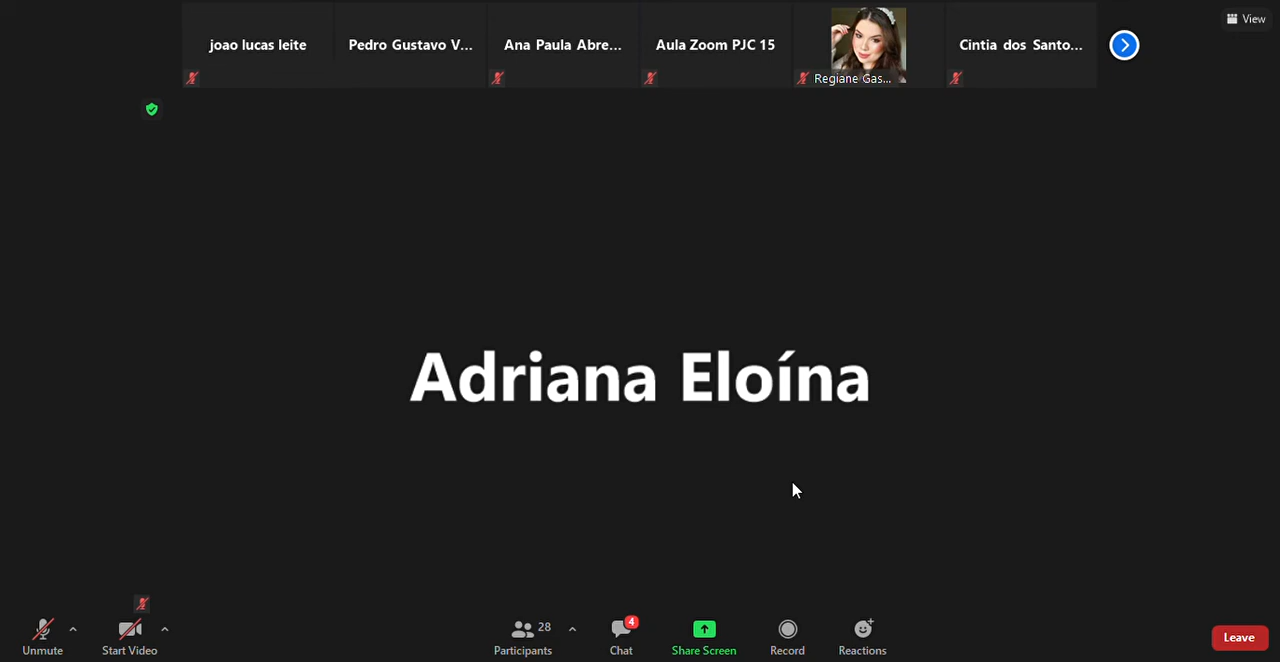 View
joao lucas leite
Pedro Gustavo V...
Ana Paula Abre...
Aula Zoom PJC 15
Regiane Gas...
Cintia dos Santo...
Adriana Eloína
Unmute
Start Video
28
Participants
4
Chat
Share Screen
Record
Reactions
Leave